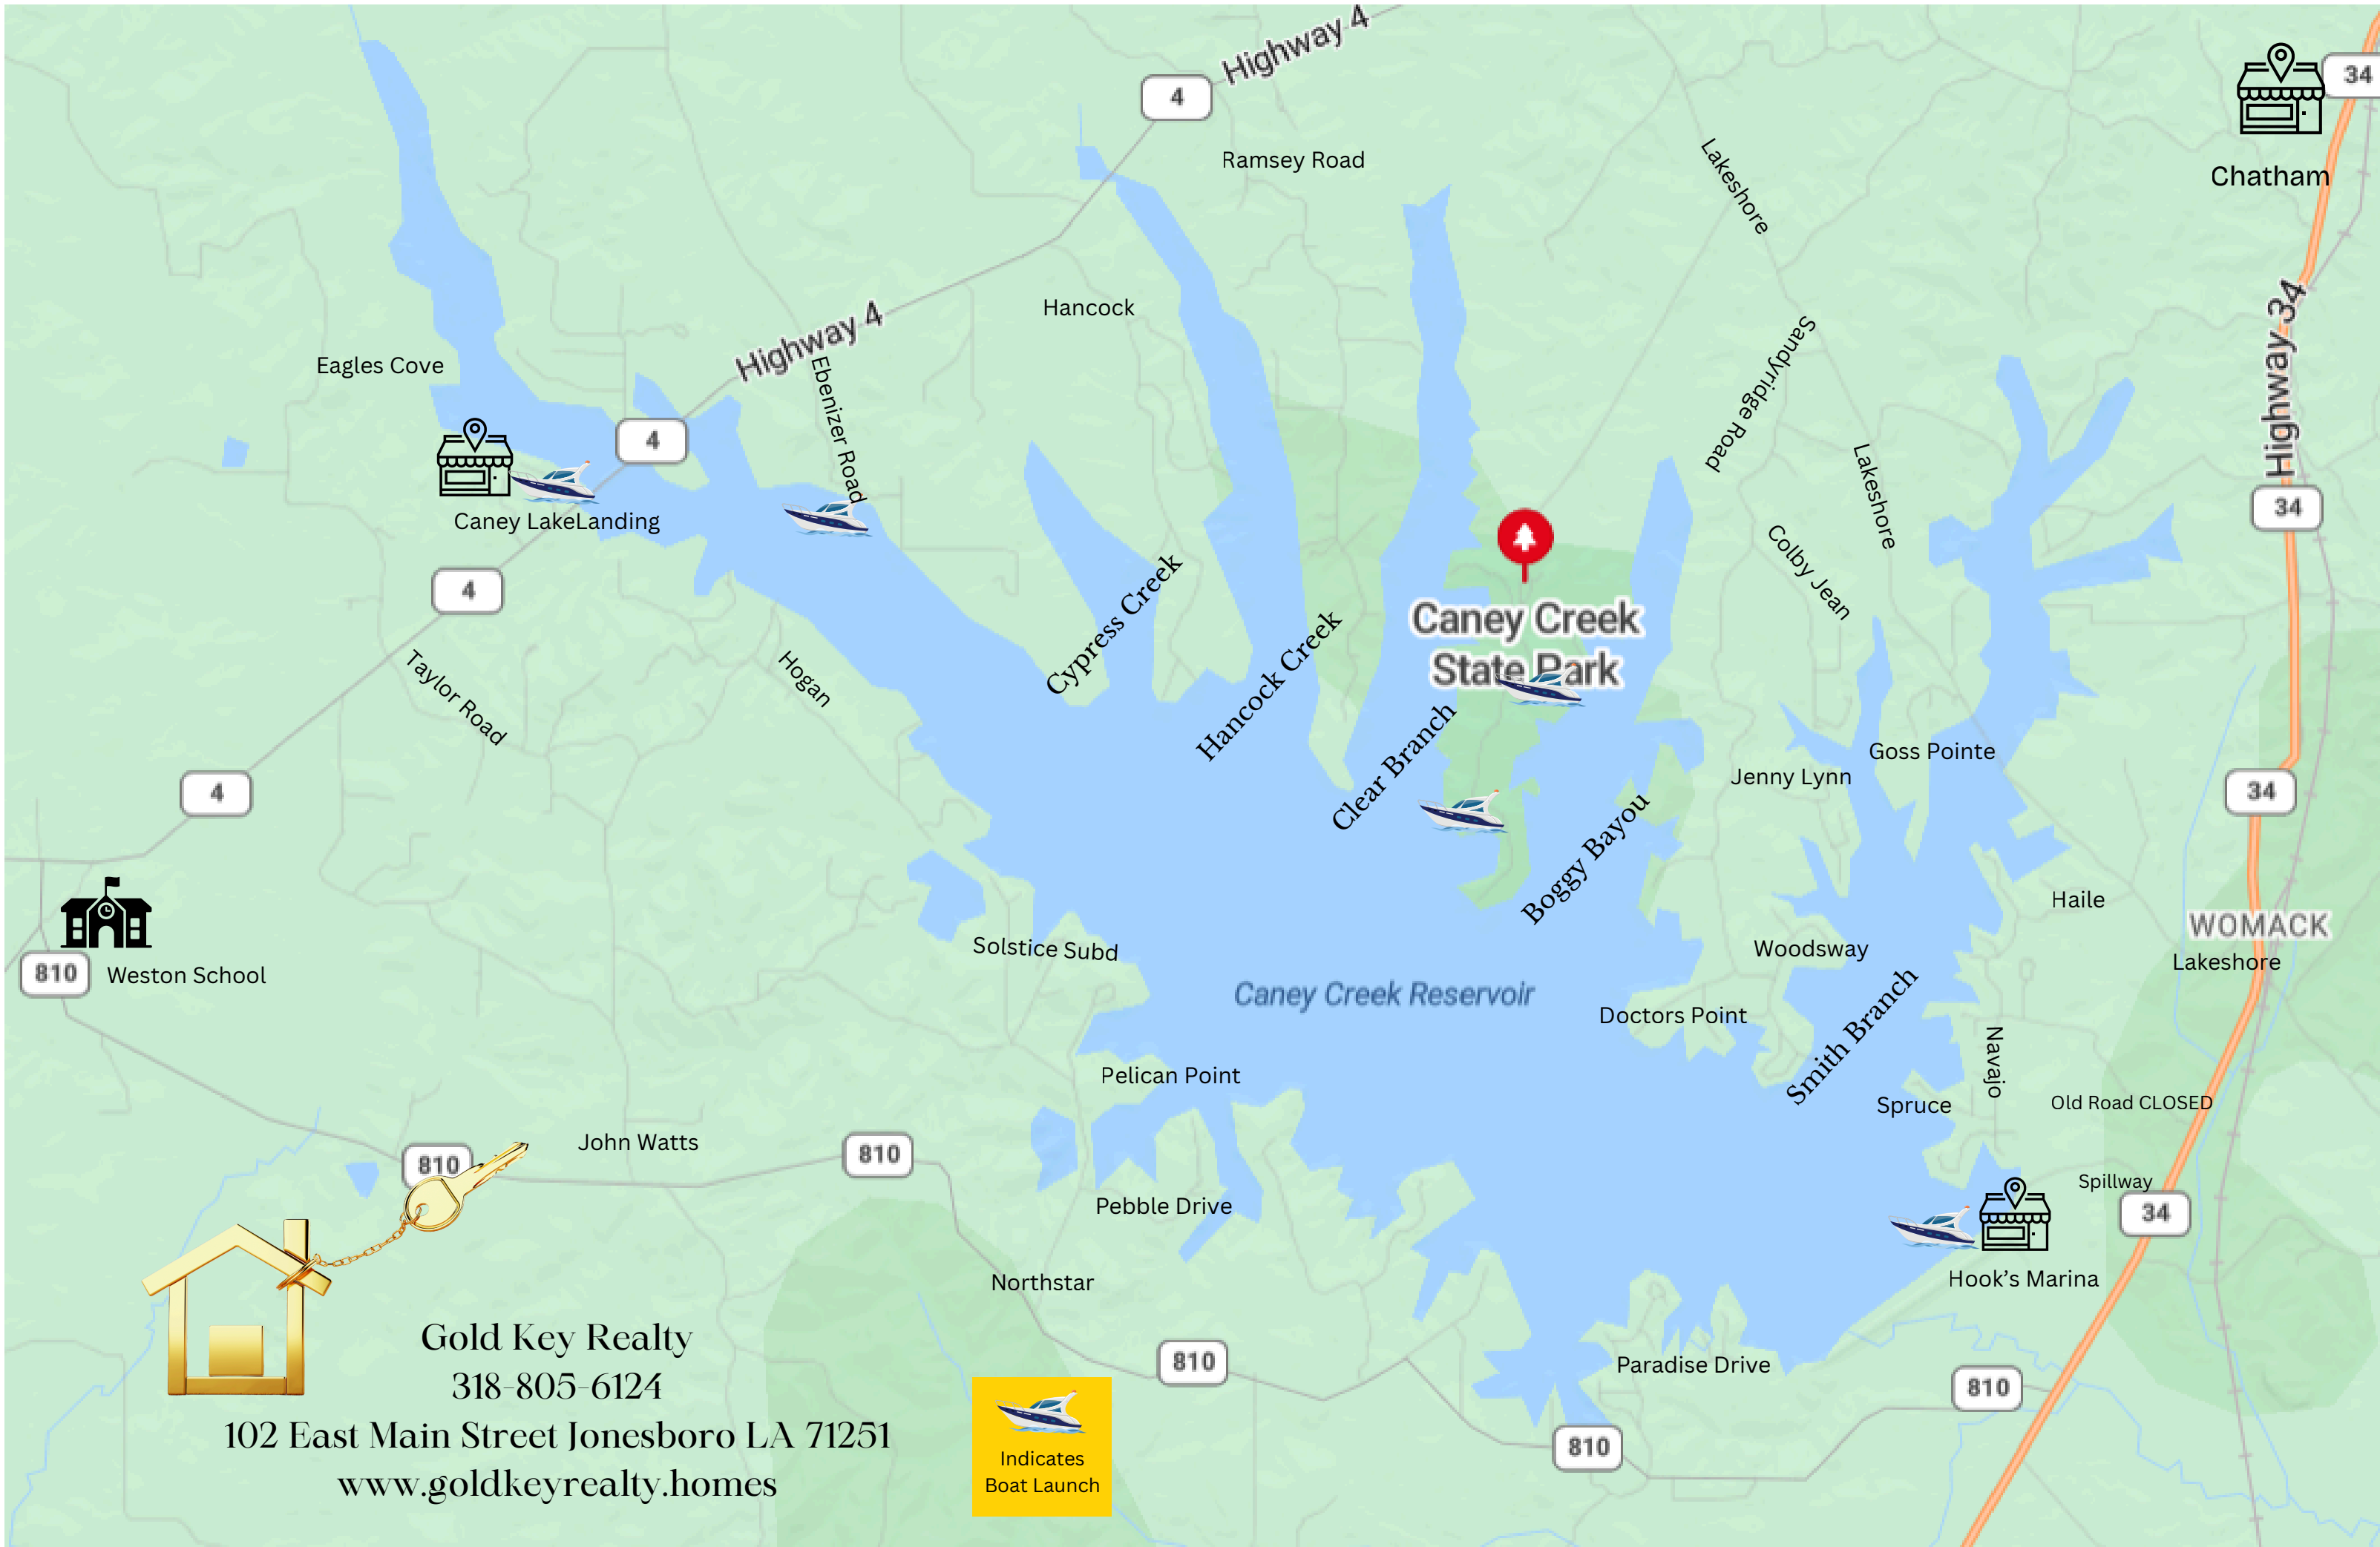 Highway 4
4
34
Chatham
Ramsey Road
Lakeshore
Hancock
Highway 34
Highway 4
Eagles Cove
Ebenizer Road
Sandyridge Road
4
Lakeshore
34
Caney LakeLanding
Colby Jean
4
Cypress Creek
Caney Creek
State Park
Hancock Creek
Taylor Road
Hogan
Clear Branch
Goss Pointe
Jenny Lynn
4
34
Boggy Bayou
Haile
WOMACK
Solstice Subd
Woodsway
Lakeshore
810
Weston School
Caney Creek Reservoir
Doctors Point
Smith Branch
Navajo
Pelican Point
Spruce
Old Road CLOSED
John Watts
810
810
Spillway
Pebble Drive
34
Northstar
Hook's Marina
Gold Key Realty
318-805-6124
102 East Main Street Jonesboro LA 71251
www.goldkeyrealty.homes
810
Paradise Drive
810
810
Indicates
Boat Launch